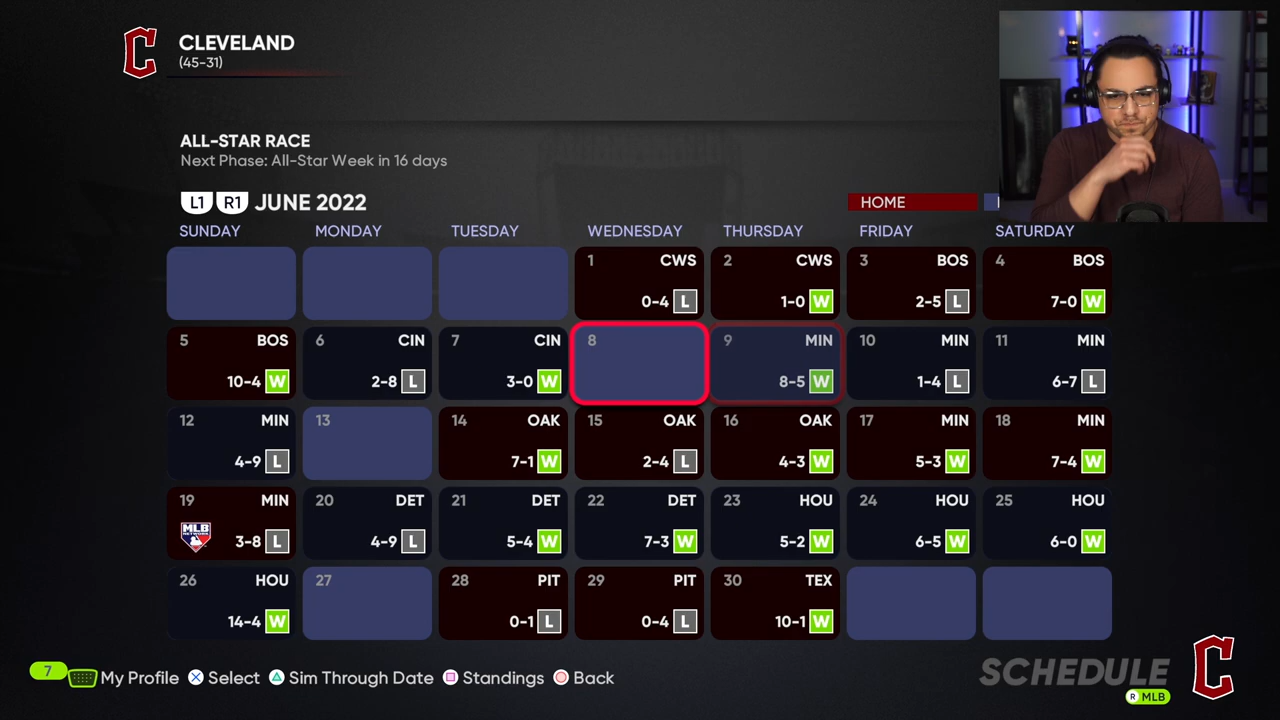 CLEVELAND
(45-31)
ALL-STAR RACE
Next Phase: All-Star Week in 16 days
L1 R1 JUNE 2022
HOME
SUNDAY MONDAY TUESDAY WEDNESDAY THURSDAY FRIDAY SATURDAY
1 CWS 2 CWS 3 BOS 4 BOS
0-4 L 1-0 W 2-5 L 7-0 W
5 BOS 6 CIN 7 CIN 8 9 MIN 10 MIN 11 MIN
10-4 W 2-8 L 3-0 W 8-5 W 1-4 L 6-7 L
12 MIN 13 14 OAK 15 OAK 16 OAK 17 MIN 18 MIN
4-9 L 7-1 W 2-4 L 4-3 W 5-3 W 7-4 W
19 MIN 20 DET 21 DET 22 DET 23 HOU 24 HOU 25 HOU
MLB NETWORK 3-8 L 4-9 L 5-4 W 7-3 W 5-2 W 6-5 W 6-0 W
26 HOU 27 28 PIT 29 PIT 30 TEX
14-4 W 0-1 L 0-4 L 10-1 W
7 My Profile Select Sim Through Date Standings Back
SCHEDULE C
R MLB